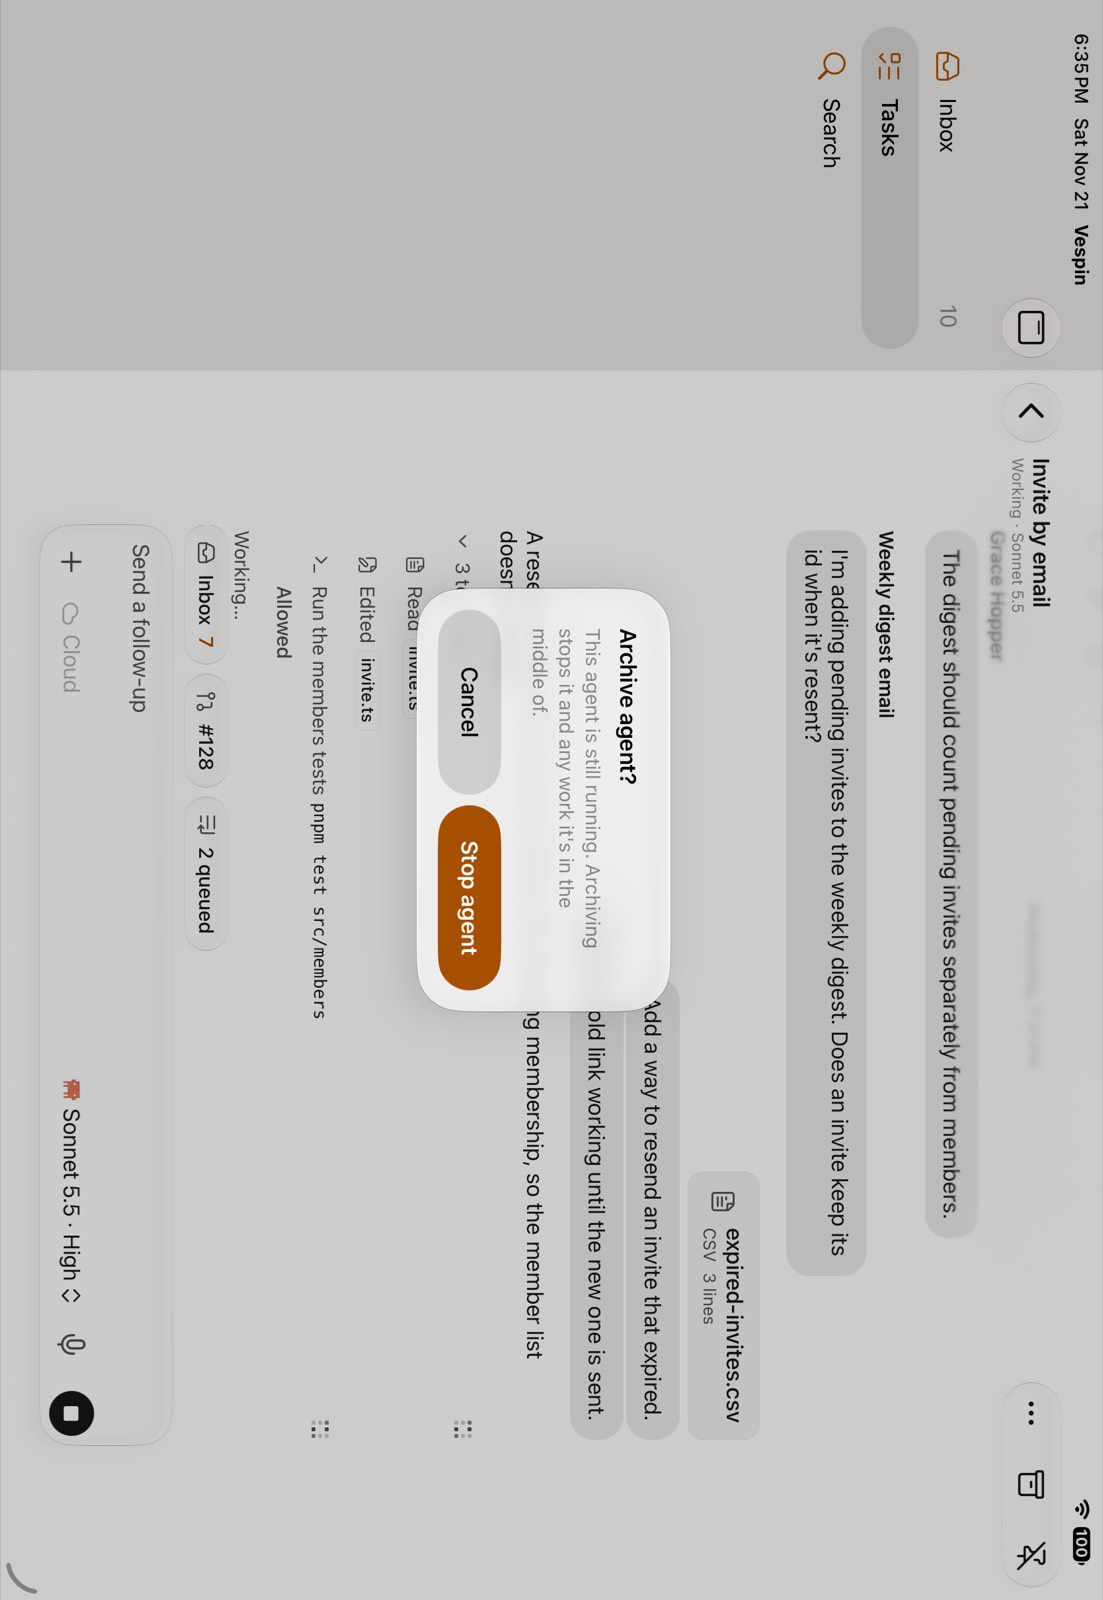 6:35 PM Sat Nov 21 Vespin
100
Inbox 10
Tasks
Search
Invite by email
Working · Sonnet 5.5
Wednesday, 7:21 PM
Grace Hopper
The digest should count pending invites separately from members.
Weekly digest email
I'm adding pending invites to the weekly digest. Does an invite keep its
id when it's resent?
expired-invites.csv
CSV 3 lines
Add a way to resend an invite that expired.
old link working until the new one is sent.
Archive agent?
This agent is still running. Archiving
stops it and any work it's in the
middle of.
Cancel
Stop agent
A
membership, so the member list
3
Read invite.ts
Edited invite.ts
Run the members tests pnpm test src/members
Allowed
Working...
Inbox 7
#128
2 queued
Send a follow-up
Cloud
Sonnet 5.5 · High